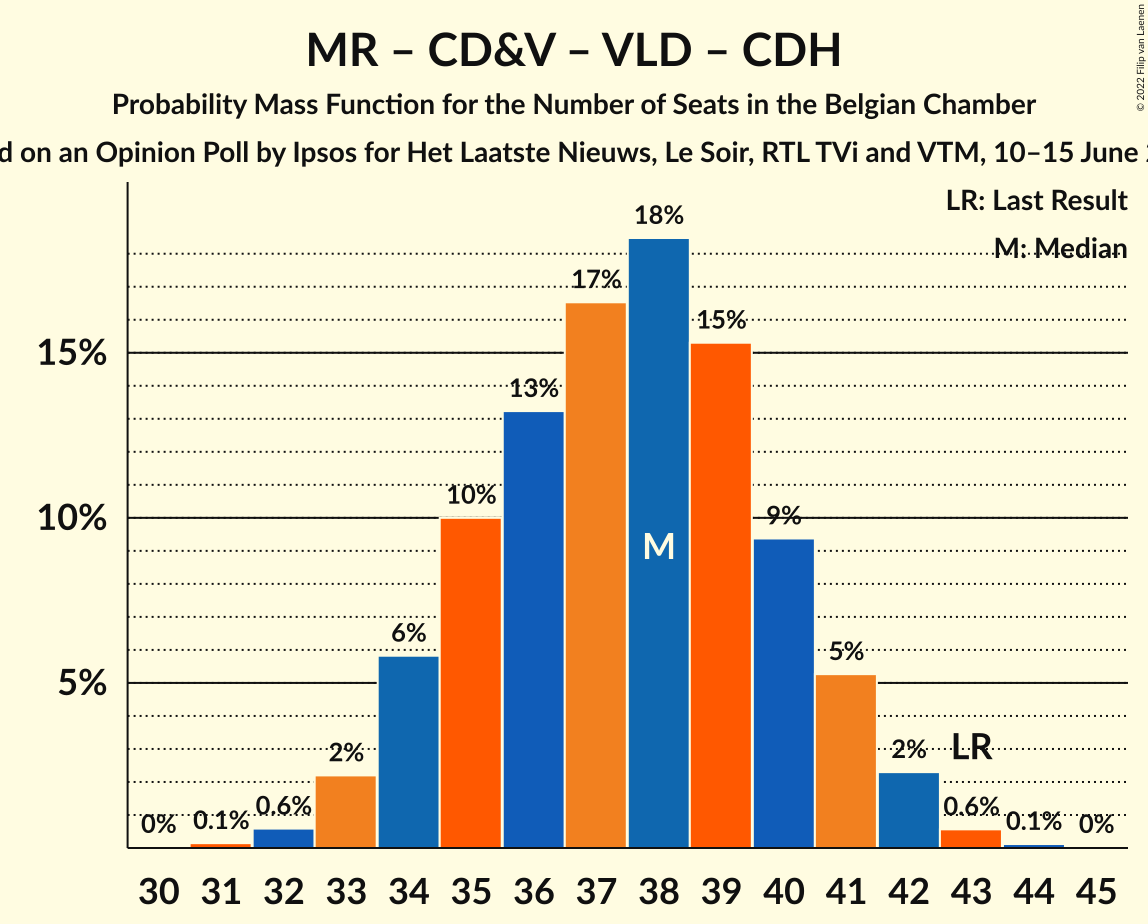 MR – CD&V – VLD – CDH
Probability Mass Function for the Number of Seats in the Belgian Chamber
on an Opinion Poll by Ipsos for Het Laatste Nieuws, Le Soir, RTL TVi and VTM, 10–15 June
© 2022 Filip van Laenen
LR: Last Result
M: Median
18%
17%
15%
15%
13%
10%
10%
9%
M
6%
5%
5%
2%
2%
LR
0%
0.1%
0.6%
0.6%
0.1%
0%
30 31 32 33 34 35 36 37 38 39 40 41 42 43 44 45